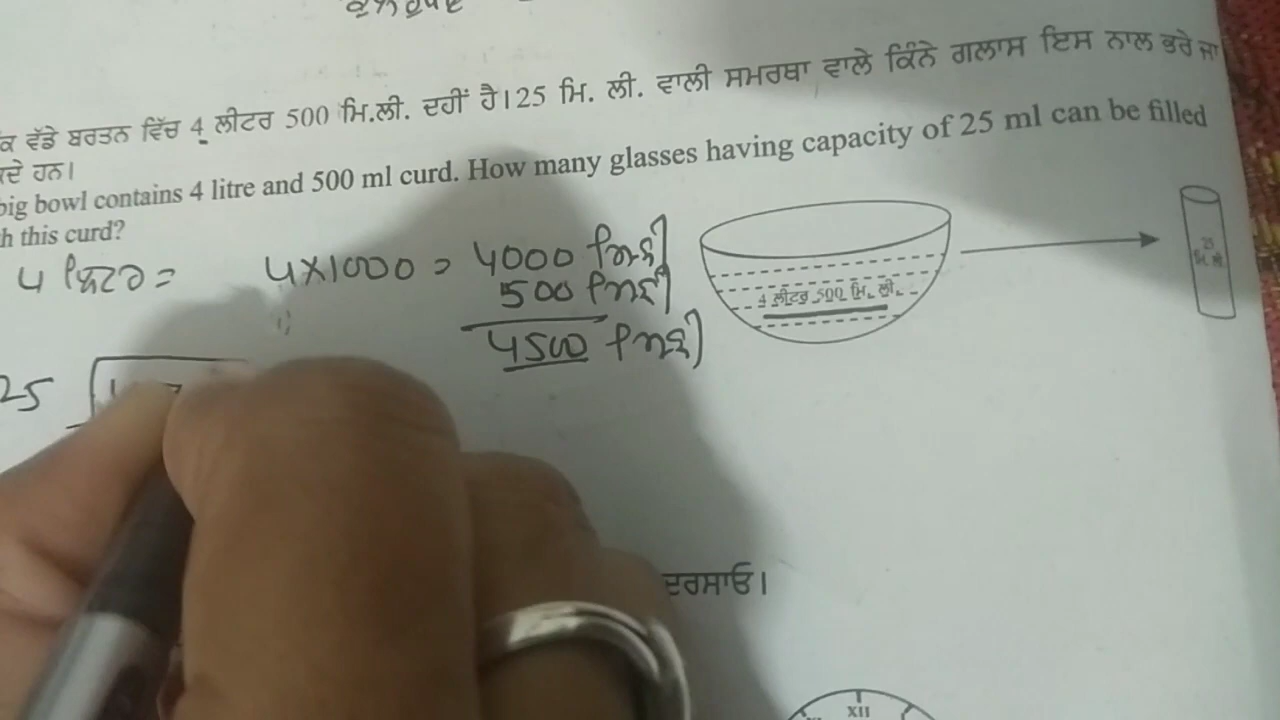 ਵੱਡੇ ਬਰਤਨ ਵਿੱਚ 4 ਲੀਟਰ 500 ਮਿ.ਲੀ. ਦਹੀਂ ਹੈ। 25 ਮਿ. ਲੀ. ਵਾਲੀ ਸਮਰਥਾ ਵਾਲੇ ਕਿੰਨੇ ਗਲਾਸ ਇਸ ਨਾਲ ਭਰੇ ਜਾ
ਹਨ।
big bowl contains 4 litre and 500 ml curd. How many glasses having capacity of 25 ml can be filled
h this curd?
4 ਲਿਟਰ = 4×1000 = 4000 ਮਿਲੀ
500 ਮਿਲੀ
4500 ਮਿਲੀ
4 ਲੀਟਰ 500 ਮਿ. ਲੀ.
25 ਮਿ. ਲੀ.
25
ਦਰਸਾਓ।
XII